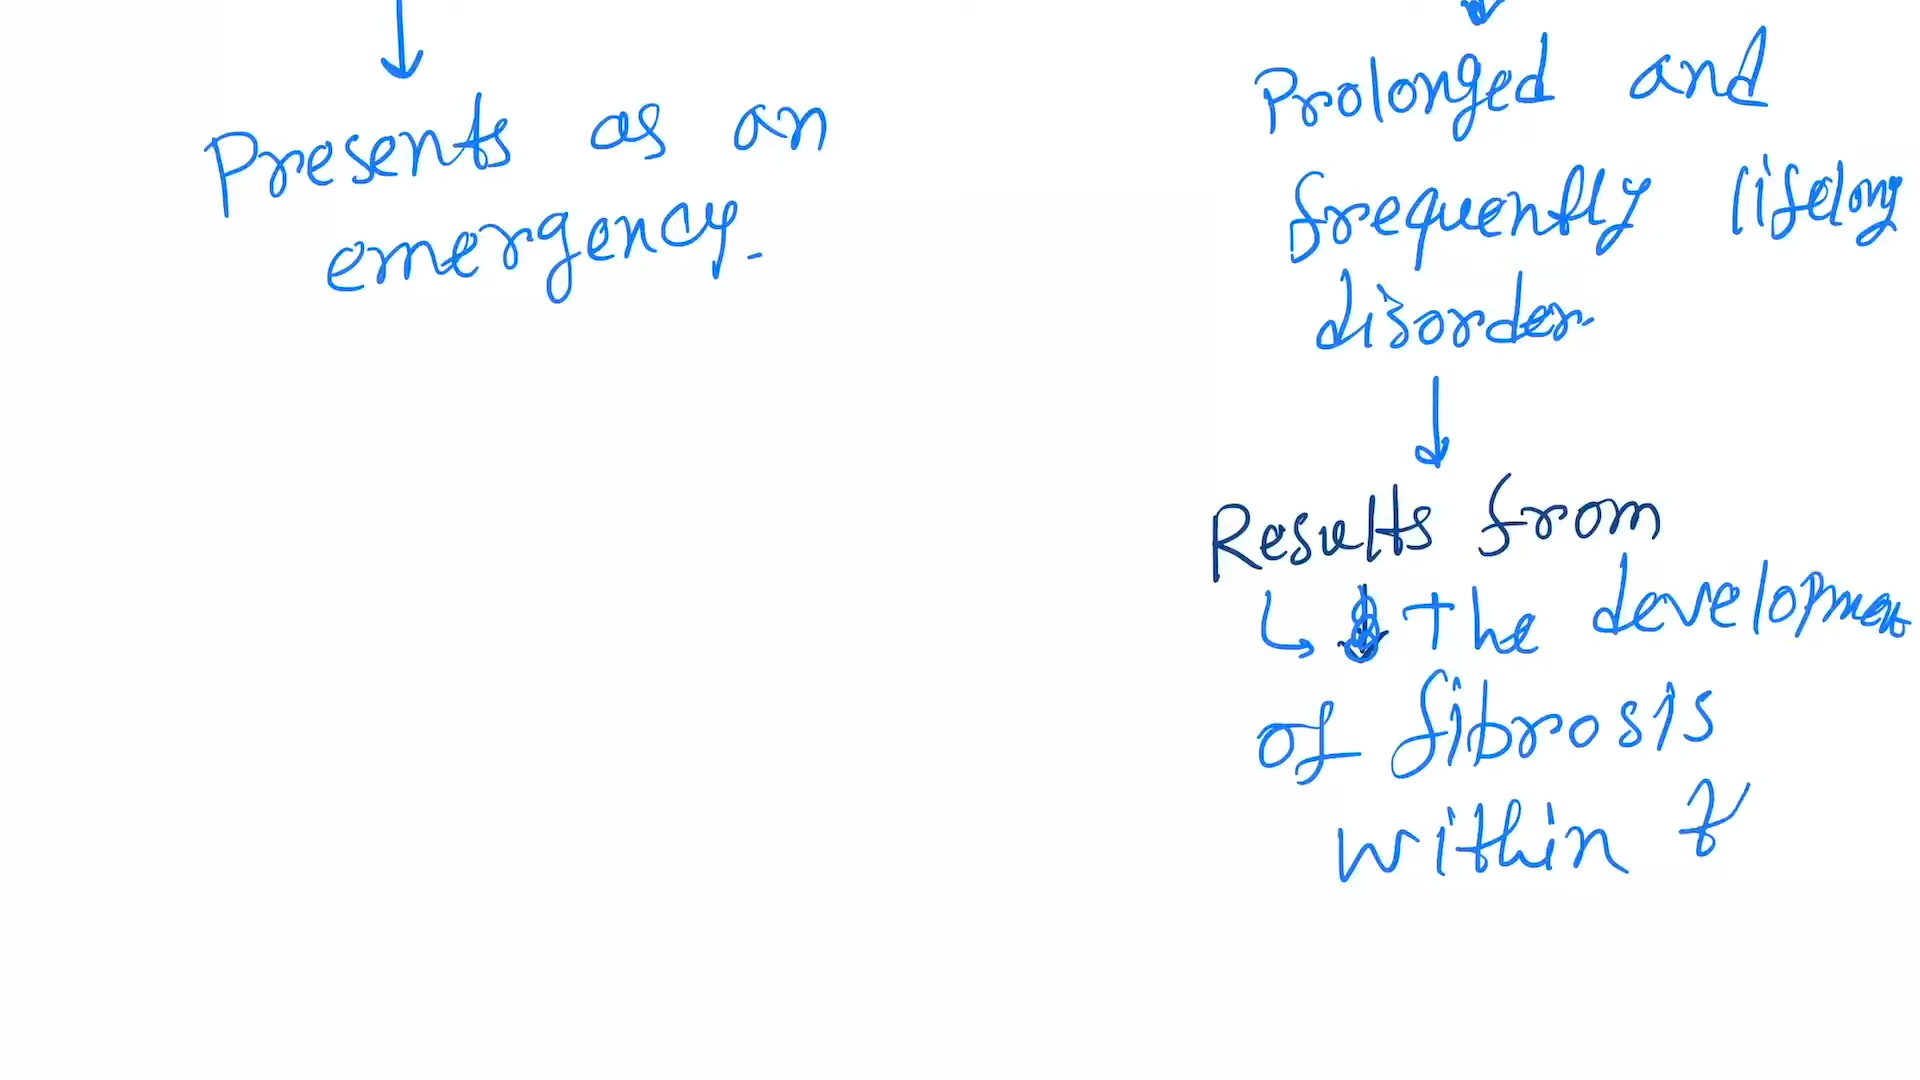 Presents as an
emergency.
Prolonged and
frequently lifelong
disorder.
Results from
the development
of fibrosis
within